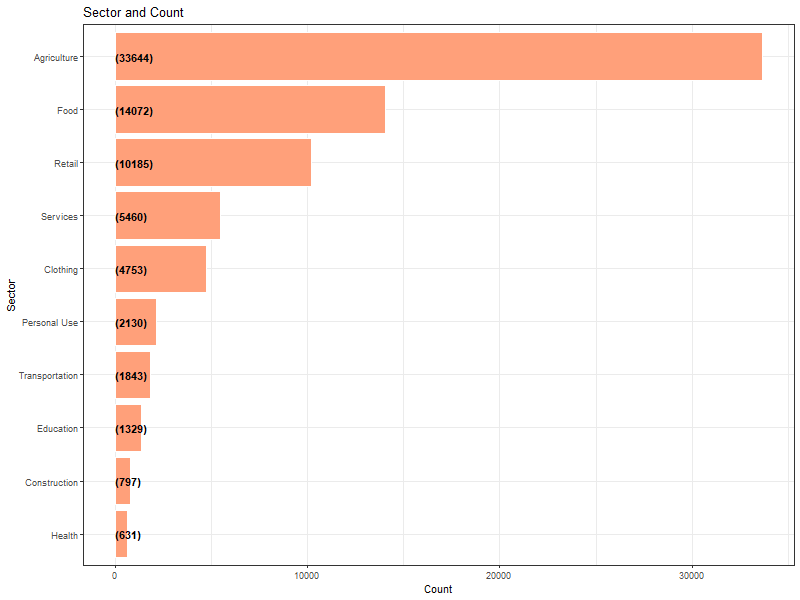 Sector and Count
Sector
Agriculture (33644)
Food (14072)
Retail (10185)
Services (5460)
Clothing (4753)
Personal Use (2130)
Transportation (1843)
Education (1329)
Construction (797)
Health (631)
0 10000 20000 30000
Count